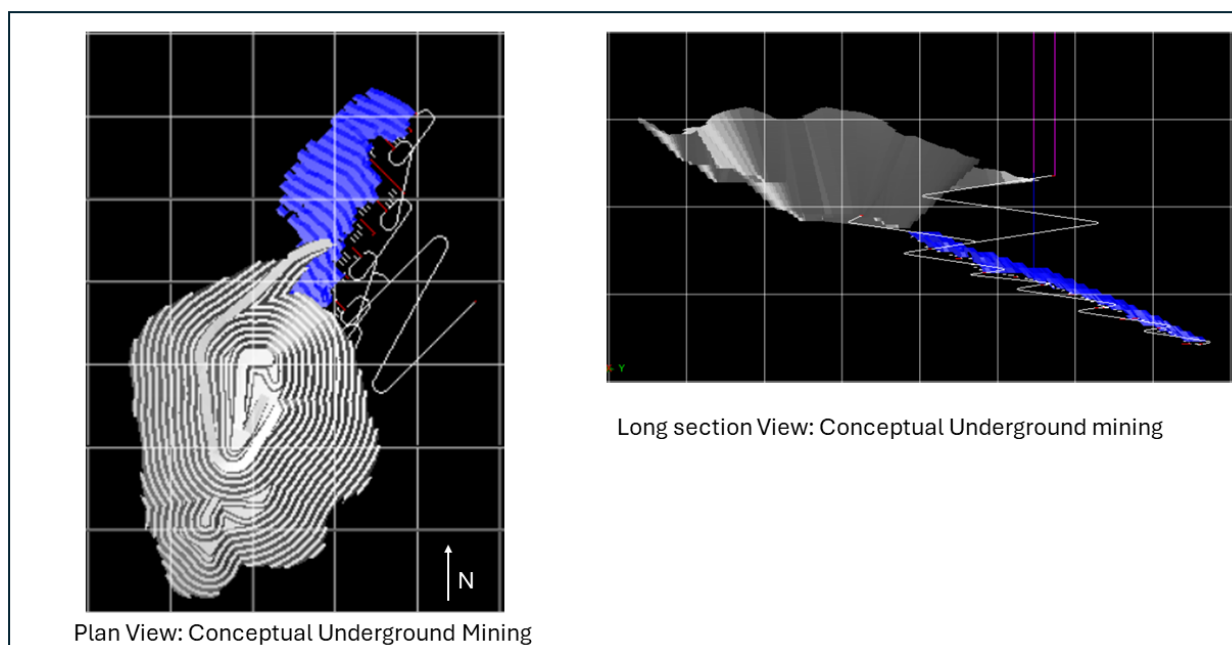 N
Y
Plan View: Conceptual Underground Mining
Long section View: Conceptual Underground mining